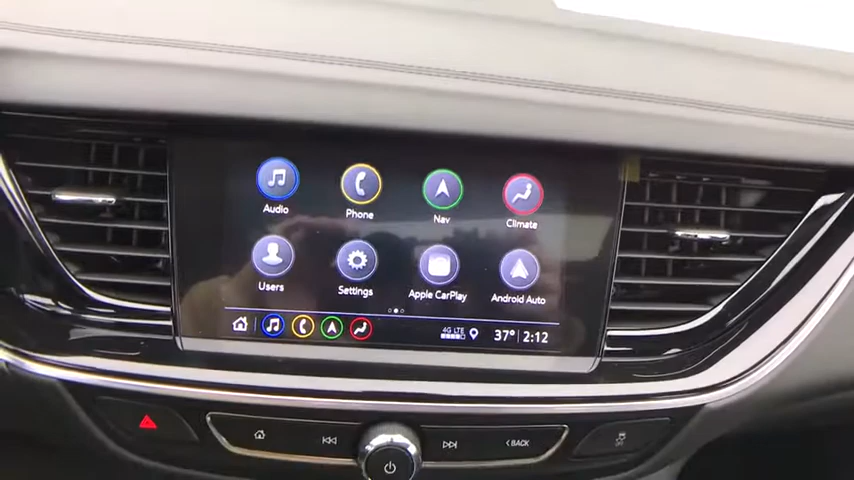 Audio
Phone
Nav
Climate
Users
Settings
Apple CarPlay
Android Auto
4G LTE
37° 2:12
BACK